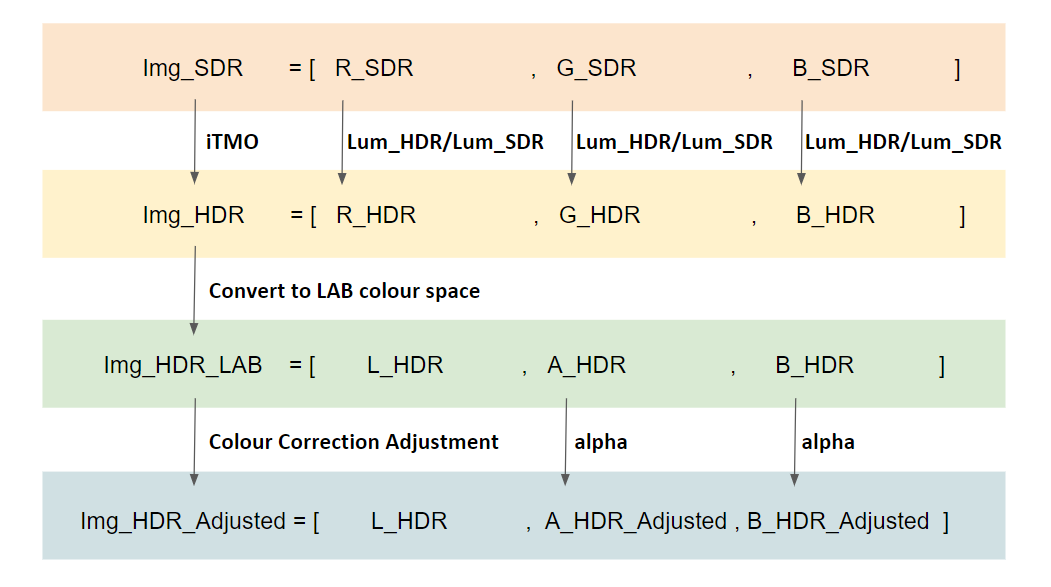 Img_SDR = [ R_SDR , G_SDR , B_SDR ]
iTMO Lum_HDR/Lum_SDR Lum_HDR/Lum_SDR Lum_HDR/Lum_SDR
Img_HDR = [ R_HDR , G_HDR , B_HDR ]
Convert to LAB colour space
Img_HDR_LAB = [ L_HDR , A_HDR , B_HDR ]
Colour Correction Adjustment alpha alpha
Img_HDR_Adjusted = [ L_HDR , A_HDR_Adjusted , B_HDR_Adjusted ]